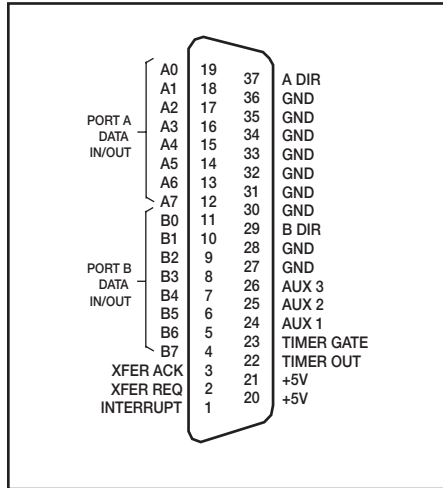 PORT A
DATA
IN/OUT
A0 19
A1 18
A2 17
A3 16
A4 15
A5 14
A6 13
A7 12
PORT B
DATA
IN/OUT
B0 11
B1 10
B2 9
B3 8
B4 7
B5 6
B6 5
B7 4
XFER ACK 3
XFER REQ 2
INTERRUPT 1
37 A DIR
36 GND
35 GND
34 GND
33 GND
32 GND
31 GND
30 GND
29 B DIR
28 GND
27 GND
26 AUX 3
25 AUX 2
24 AUX 1
23 TIMER GATE
22 TIMER OUT
21 +5V
20 +5V